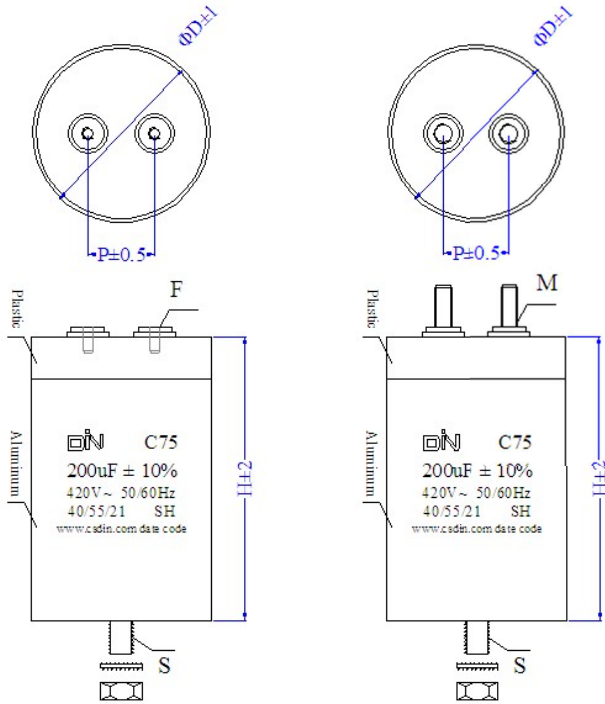 ΦD±1
P±0.5
F
Plastic
Aluminum
DIN C75
200uF ± 10%
420V~ 50/60Hz
40/55/21 SH
www.csdin.com date code
H±2
S
ΦD±1
P±0.5
M
Plastic
Aluminum
DIN C75
200uF ± 10%
420V~ 50/60Hz
40/55/21 SH
www.csdin.com date code
H±2
S